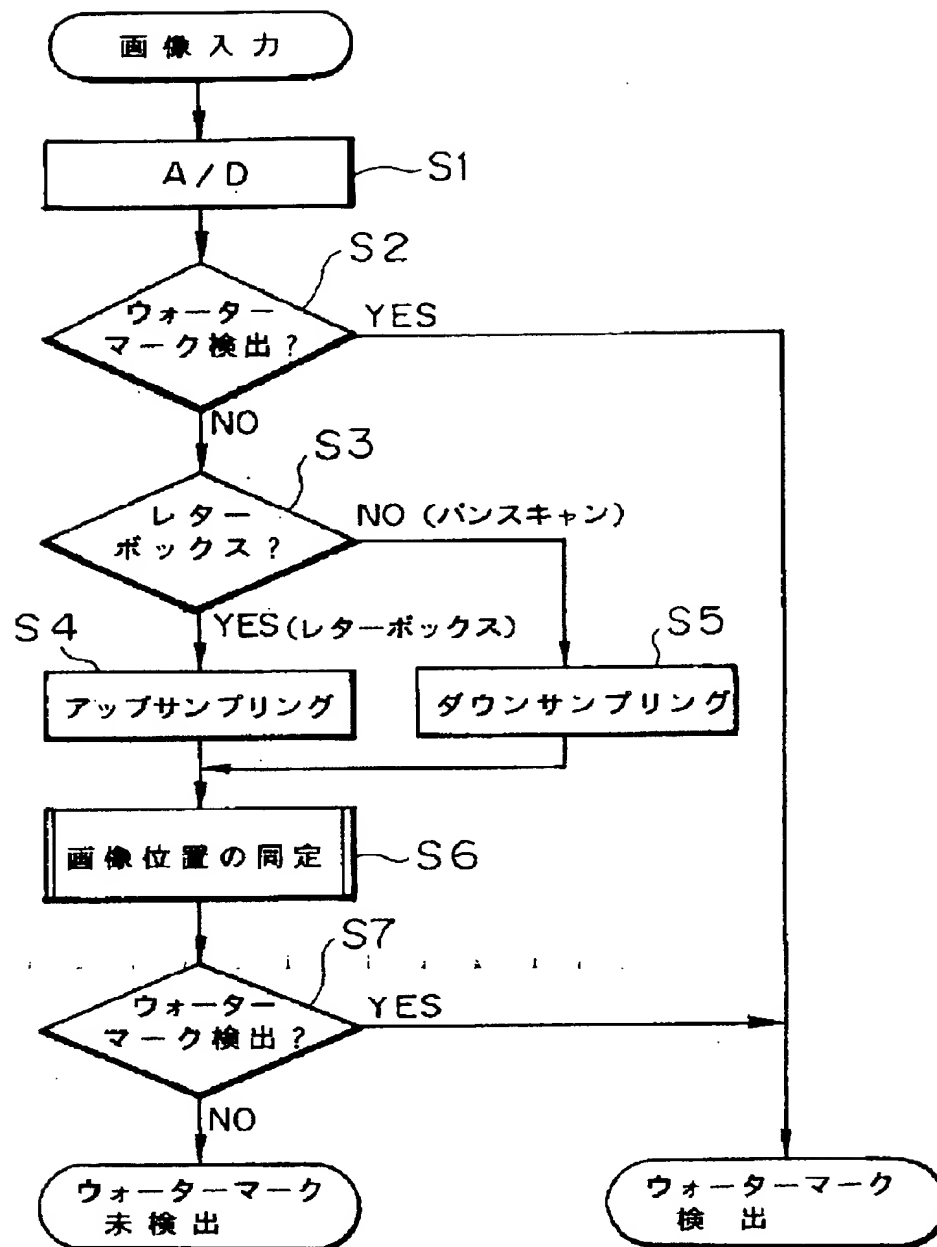 画像入力
A/D
S1
S2
ウォーター
マーク検出?
YES
NO
S3
レター
ボックス?
NO (パンスキャン)
YES (レターボックス)
S4
アップサンプリング
S5
ダウンサンプリング
画像位置の同定
S6
S7
ウォーター
マーク検出?
YES
NO
ウォーターマーク
未検出
ウォーターマーク
検出